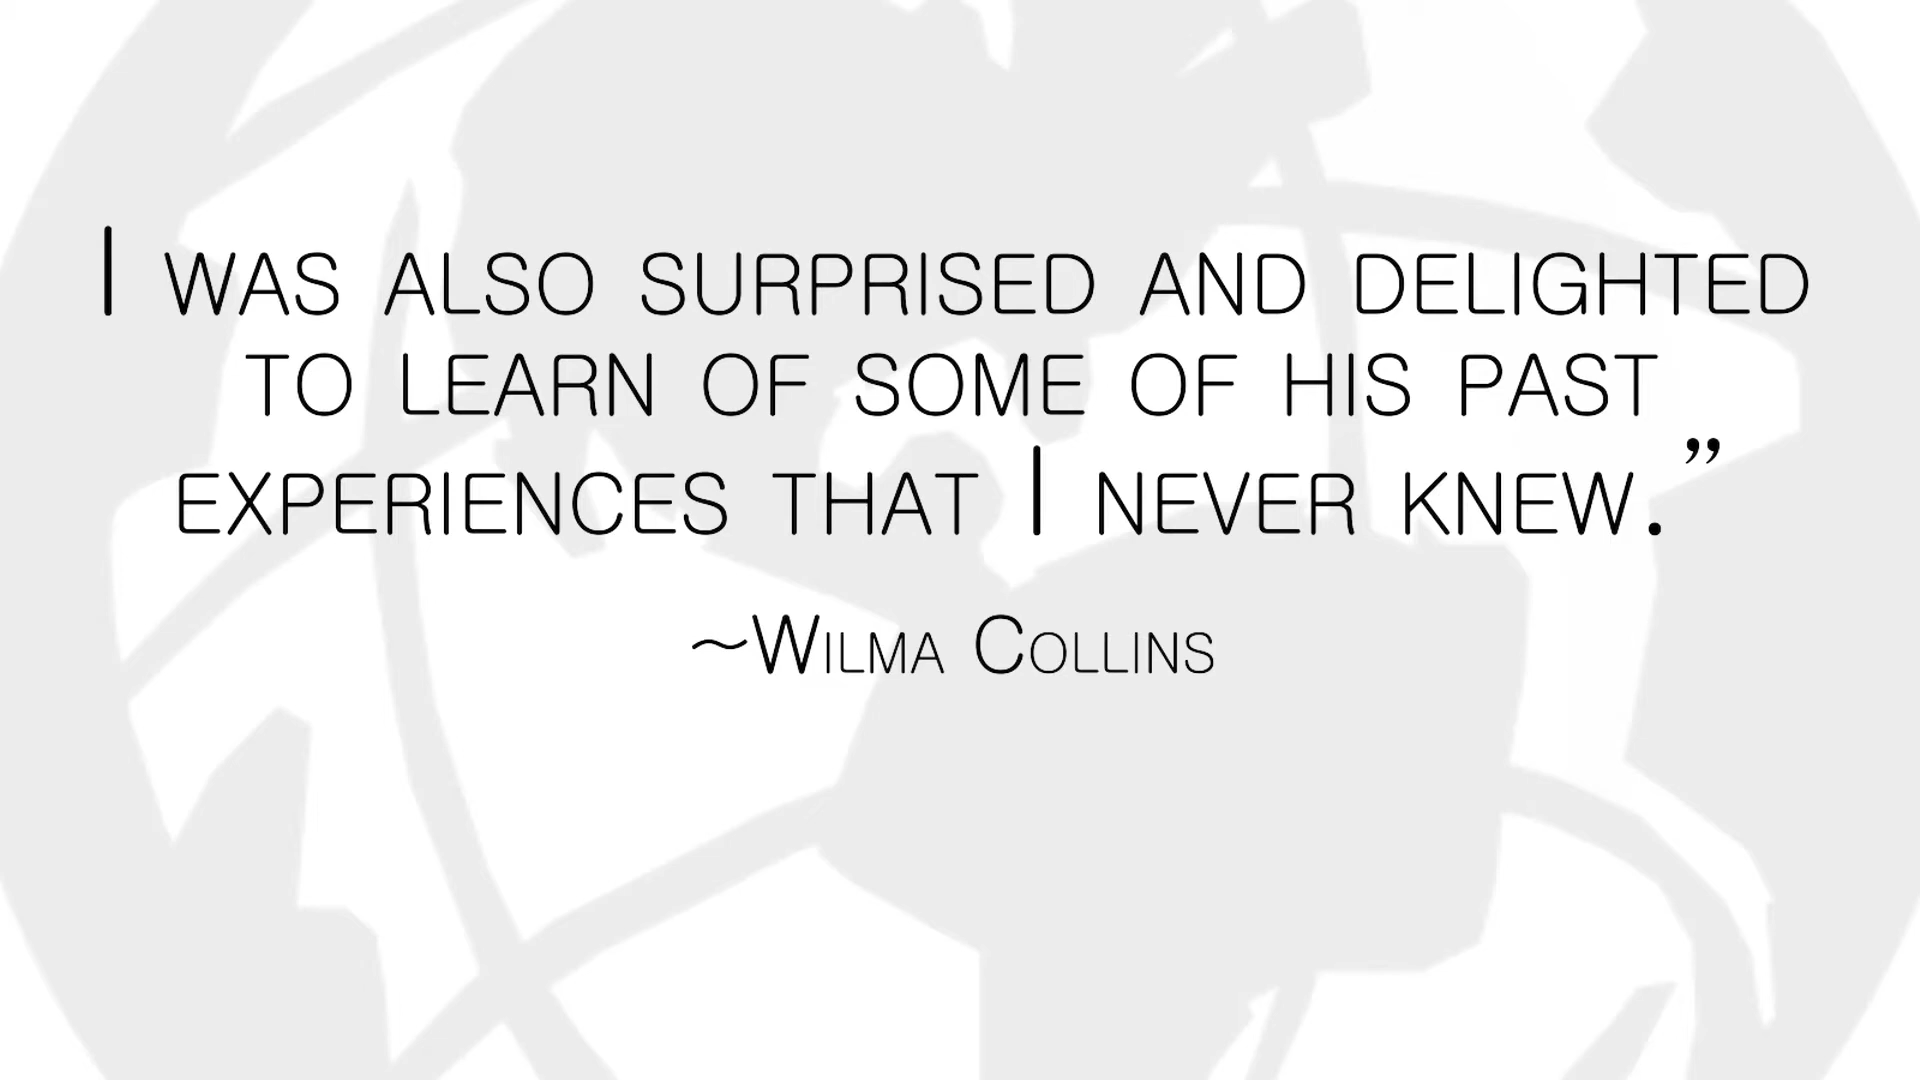 I was also surprised and delighted
to learn of some of his past
experiences that I never knew.”
~Wilma Collins